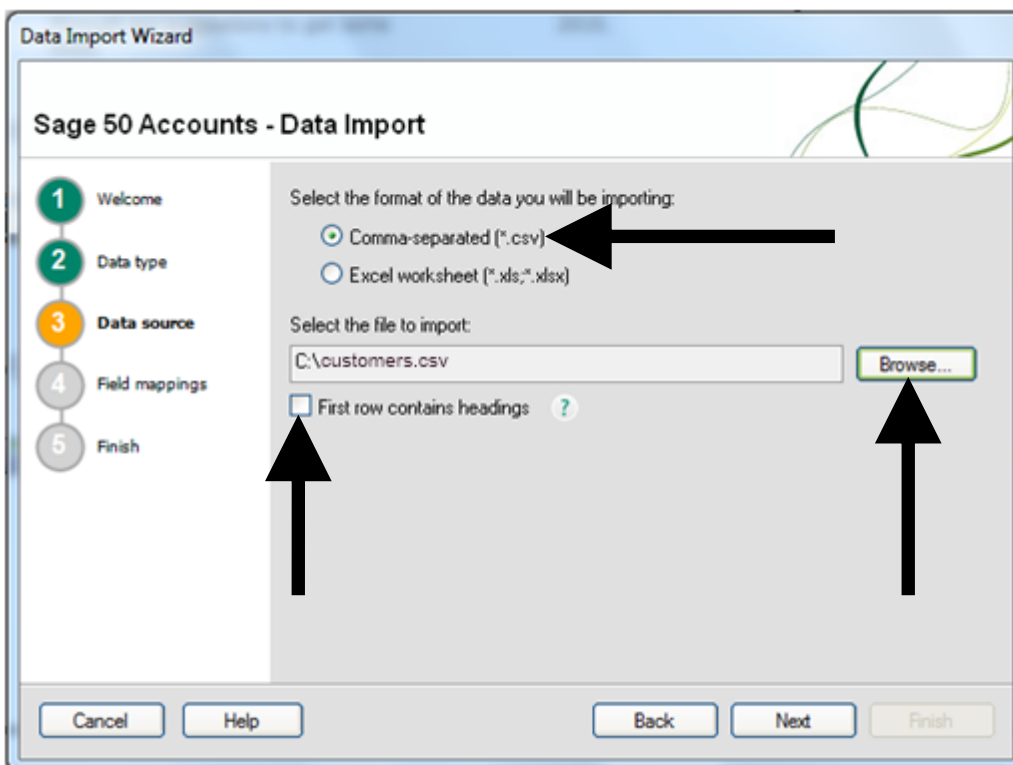 Data Import Wizard
Sage 50 Accounts - Data Import
1 Welcome
2 Data type
3 Data source
4 Field mappings
5 Finish
Select the format of the data you will be importing:
Comma-separated (*.csv)
Excel worksheet (*.xls;*.xlsx)
Select the file to import:
C:\customers.csv
Browse...
First row contains headings ?
Cancel Help Back Next Finish